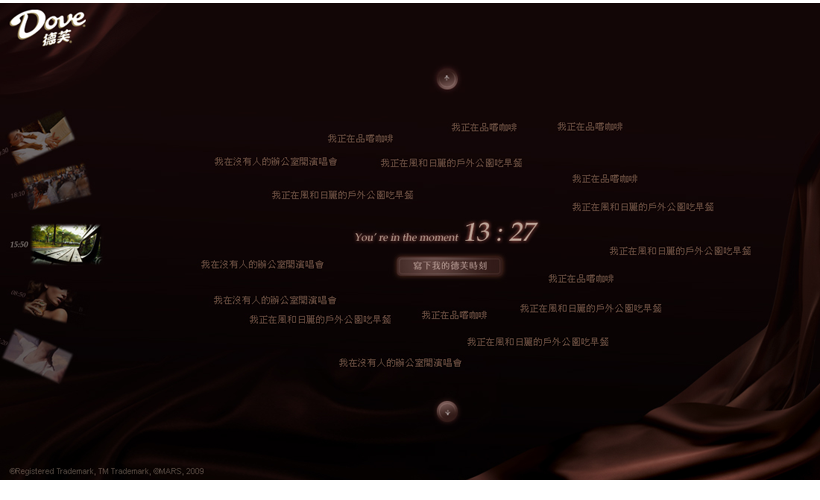 Dove
德芙
我正在品嚐咖啡
我正在品嚐咖啡
我正在品嚐咖啡
我在沒有人的辦公室開演唱會
我正在風和日麗的戶外公園吃早餐
我正在品嚐咖啡
我正在風和日麗的戶外公園吃早餐
我正在風和日麗的戶外公園吃早餐
You're in the moment 13 : 27
15:50
我正在風和日麗的戶外公園吃早餐
我在沒有人的辦公室開演唱會
寫下我的德芙時刻
我正在品嚐咖啡
我在沒有人的辦公室開演唱會
我正在品嚐咖啡
我正在風和日麗的戶外公園吃早餐
我正在風和日麗的戶外公園吃早餐
我正在風和日麗的戶外公園吃早餐
我在沒有人的辦公室開演唱會
©Registered Trademark, TM Trademark, ©MARS, 2009